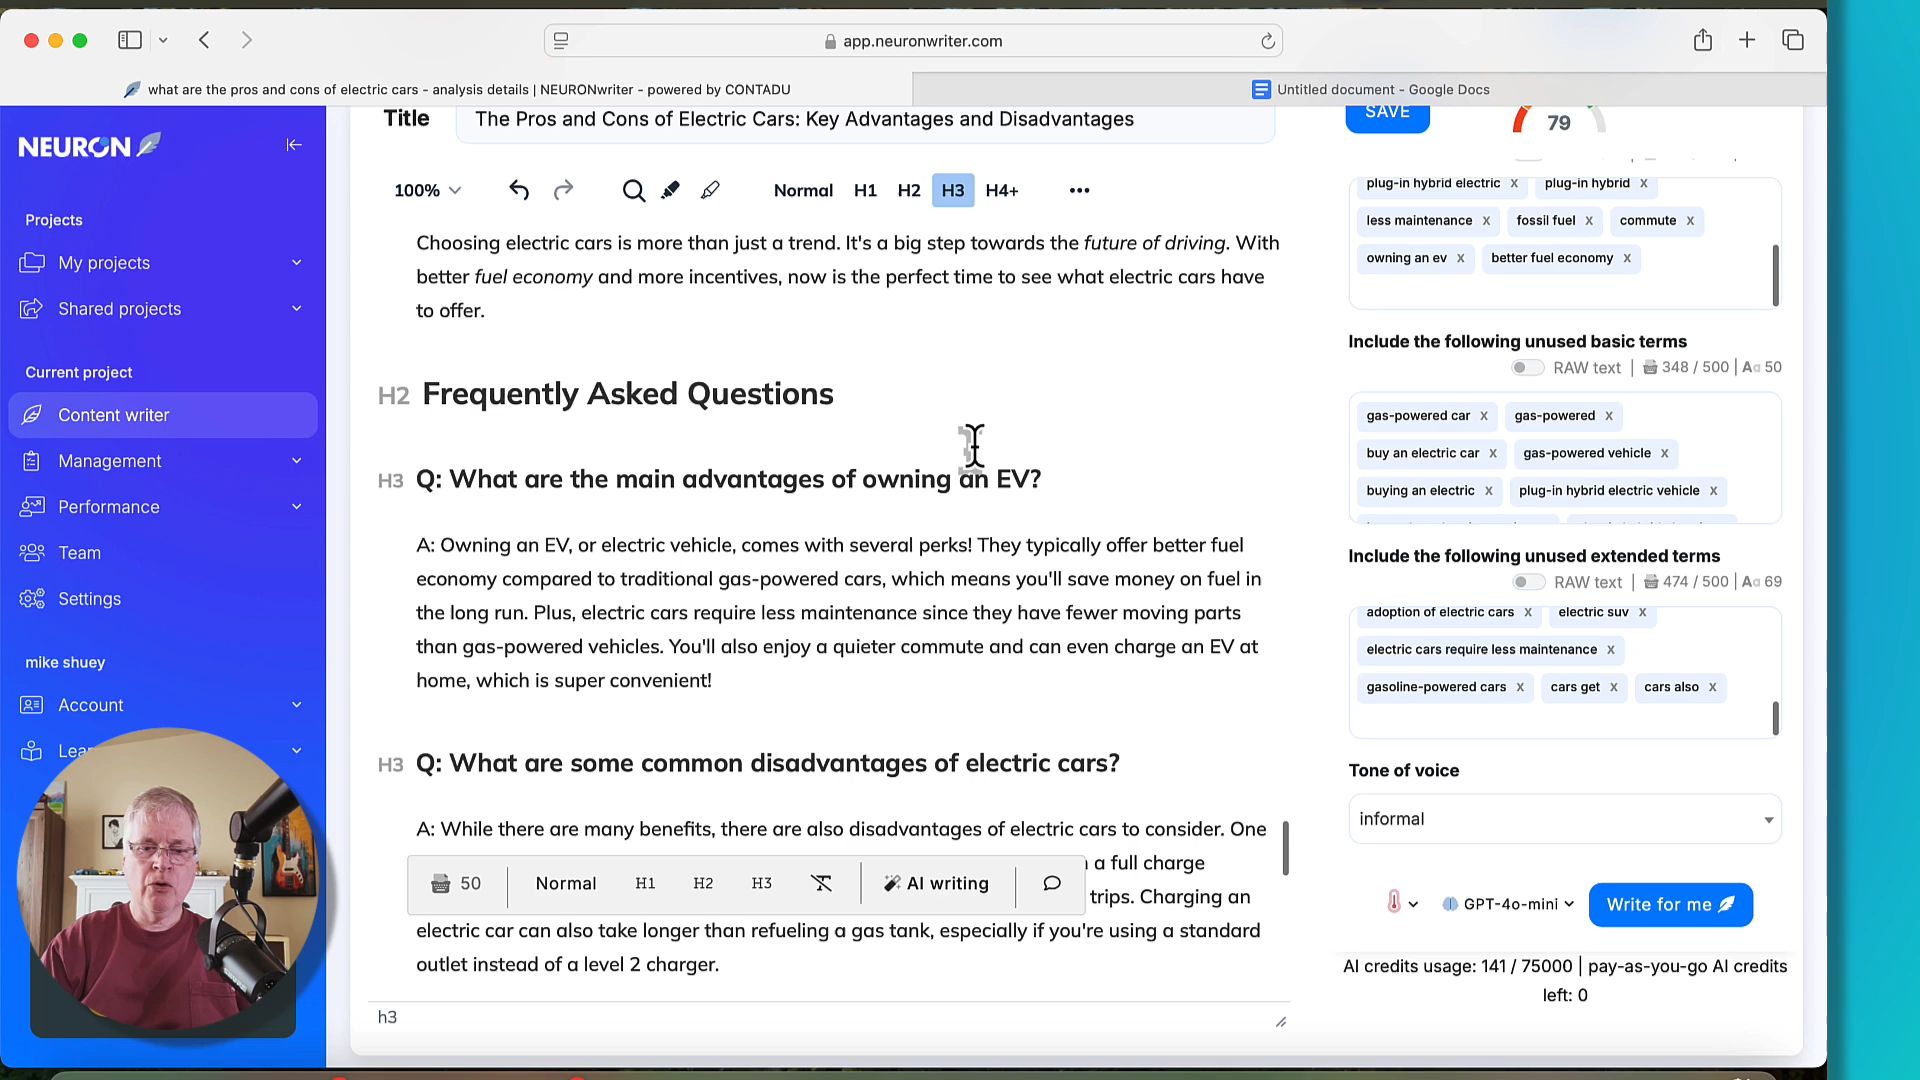 app.neuronwriter.com
what are the pros and cons of electric cars - analysis details | NEURONwriter - powered by CONTADU
Untitled document - Google Docs
NEURON
Projects
My projects
Shared projects
Current project
Content writer
Management
Performance
Team
Settings
mike shuey
Account
Lea
Title
The Pros and Cons of Electric Cars: Key Advantages and Disadvantages
100%
Normal H1 H2 H3 H4+
Choosing electric cars is more than just a trend. It's a big step towards the future of driving. With
better fuel economy and more incentives, now is the perfect time to see what electric cars have
to offer.
H2 Frequently Asked Questions
H3 Q: What are the main advantages of owning an EV?
A: Owning an EV, or electric vehicle, comes with several perks! They typically offer better fuel
economy compared to traditional gas-powered cars, which means you'll save money on fuel in
the long run. Plus, electric cars require less maintenance since they have fewer moving parts
than gas-powered vehicles. You'll also enjoy a quieter commute and can even charge an EV at
home, which is super convenient!
H3 Q: What are some common disadvantages of electric cars?
A: While there are many benefits, there are also disadvantages of electric cars to consider. One
a full charge
50 Normal H1 H2 H3 AI writing
trips. Charging an
electric car can also take longer than refueling a gas tank, especially if you're using a standard
outlet instead of a level 2 charger.
h3
SAVE
79
plug-in hybrid electric x plug-in hybrid x
less maintenance x fossil fuel x commute x
owning an ev x better fuel economy x
Include the following unused basic terms
RAW text | 348 / 500 | Aa 50
gas-powered car x gas-powered x
buy an electric car x gas-powered vehicle x
buying an electric x plug-in hybrid electric vehicle x
Include the following unused extended terms
RAW text | 474 / 500 | Aa 69
adoption of electric cars x electric suv x
electric cars require less maintenance x
gasoline-powered cars x cars get x cars also x
Tone of voice
informal
GPT-4o-mini
Write for me
AI credits usage: 141 / 75000 | pay-as-you-go AI credits
left: 0